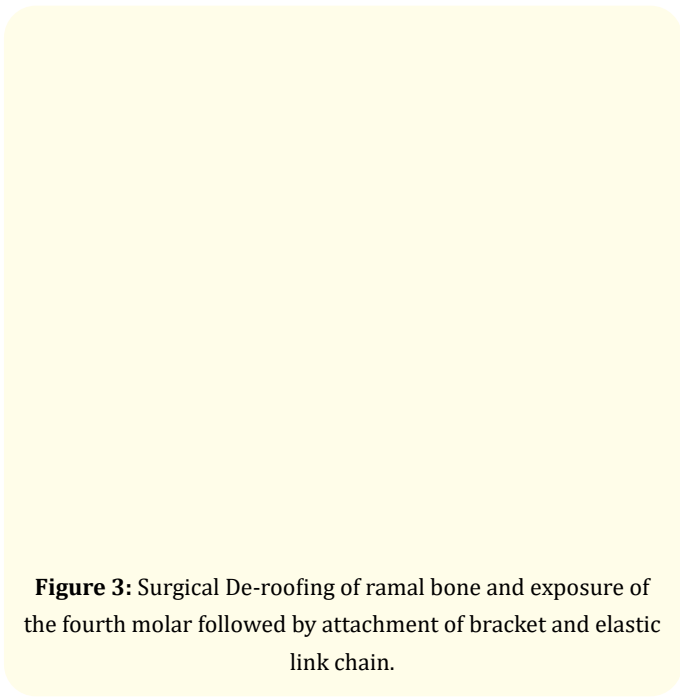 Figure 3: Surgical De-roofing of ramal bone and exposure of
the fourth molar followed by attachment of bracket and elastic
link chain.